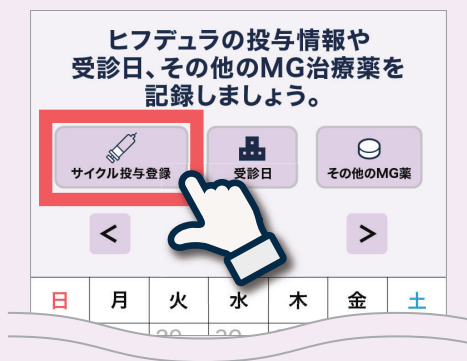 ヒフデュラの投与情報や
受診日、その他のMG治療薬を
記録しましょう。
サイクル投与登録 受診日 その他のMG薬
< >
日 月 火 水 木 金 土